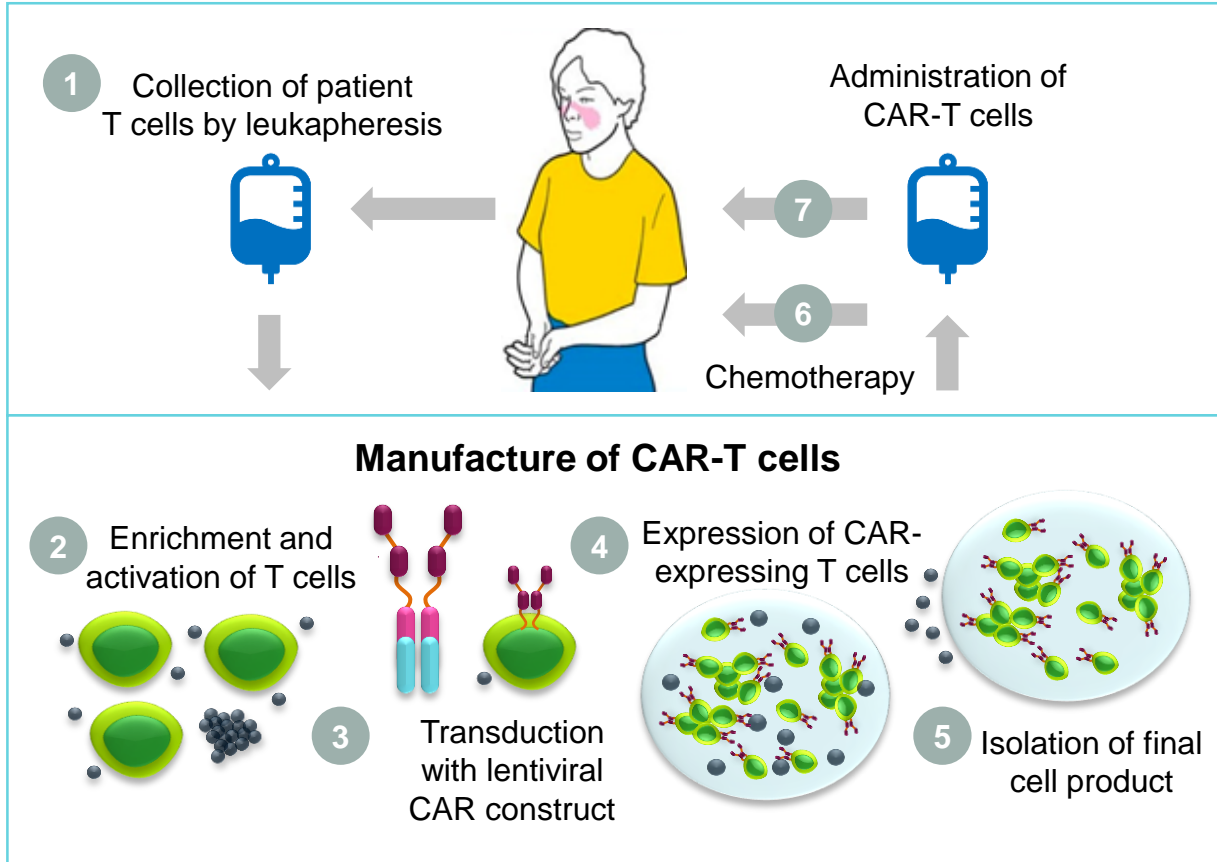 1
Collection of patient
T cells by leukapheresis
Administration of
CAR-T cells
7
6
Chemotherapy
Manufacture of CAR-T cells
2
Enrichment and
activation of T cells
3
Transduction
with lentiviral
CAR construct
4
Expression of CAR-
expressing T cells
5
Isolation of final
cell product